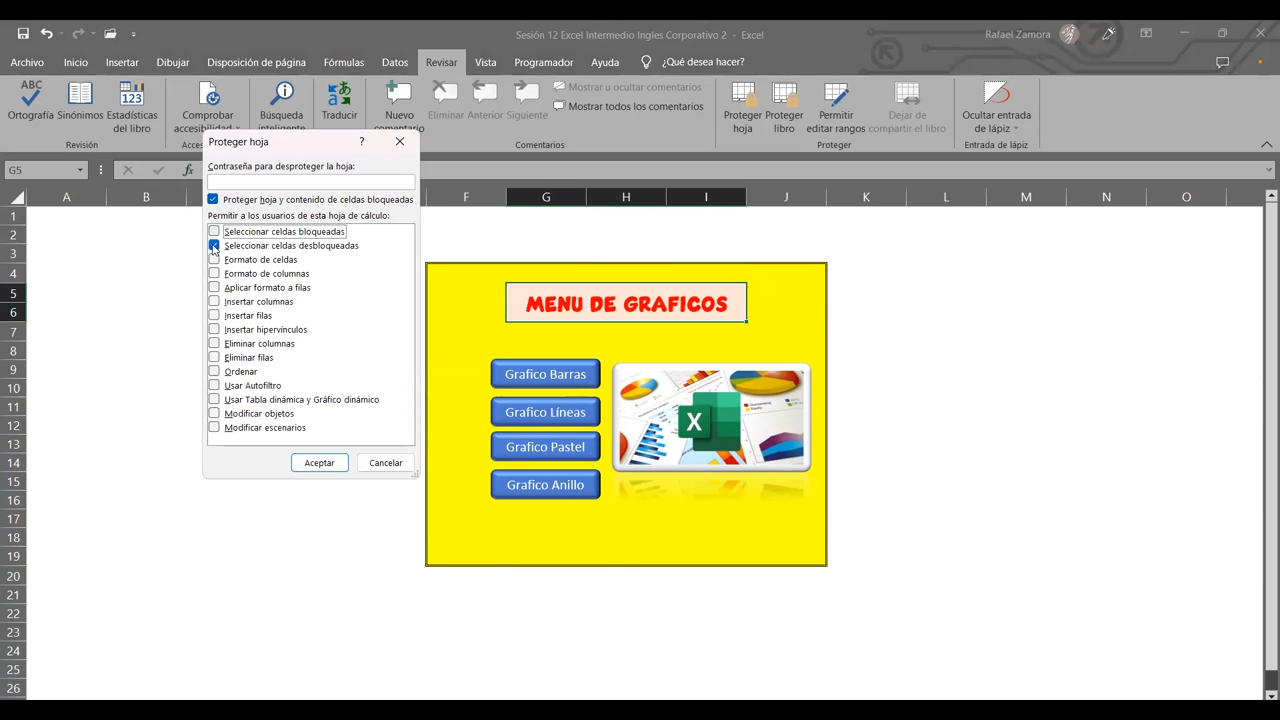 Sesión 12 Excel Intermedio Ingles Corporativo 2 - Excel
Rafael Zamora
Archivo Inicio Insertar Dibujar Disposición de página Fórmulas Datos Revisar Vista Programador Ayuda ¿Qué desea hacer?
ABC
Ortografía
Sinónimos
123
Estadísticas
del libro
Comprobar
accesibilidad
Búsqueda
inteligente
Traducir
Nuevo
comentario
Eliminar
Anterior
Siguiente
Mostrar u ocultar comentarios
Mostrar todos los comentarios
Proteger
hoja
Proteger
libro
Permitir
editar rangos
Dejar de
compartir el libro
Ocultar entrada
de lápiz
Revisión
Comentarios
Proteger
Entrada de lápiz
G5
fx
Proteger hoja
?
Contraseña para desproteger la hoja:
Proteger hoja y contenido de celdas bloqueadas
Permitir a los usuarios de esta hoja de cálculo:
Seleccionar celdas bloqueadas
Seleccionar celdas desbloqueadas
Formato de celdas
Formato de columnas
Aplicar formato a filas
Insertar columnas
Insertar filas
Insertar hipervínculos
Eliminar columnas
Eliminar filas
Ordenar
Usar Autofiltro
Usar Tabla dinámica y Gráfico dinámico
Modificar objetos
Modificar escenarios
Aceptar
Cancelar
A B F G H I J K L M N O
1
2
3
4
5
6
7
8
9
10
11
12
13
14
15
16
17
18
19
20
21
22
23
24
25
26
MENU DE GRAFICOS
Grafico Barras
Grafico Líneas
Grafico Pastel
Grafico Anillo
X